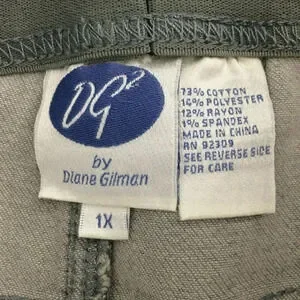 DG2
by
Diane Gilman
1X
73% COTTON
14% POLYESTER
12% RAYON
1% SPANDEX
MADE IN CHINA
RN 92309
SEE REVERSE SIDE
FOR CARE